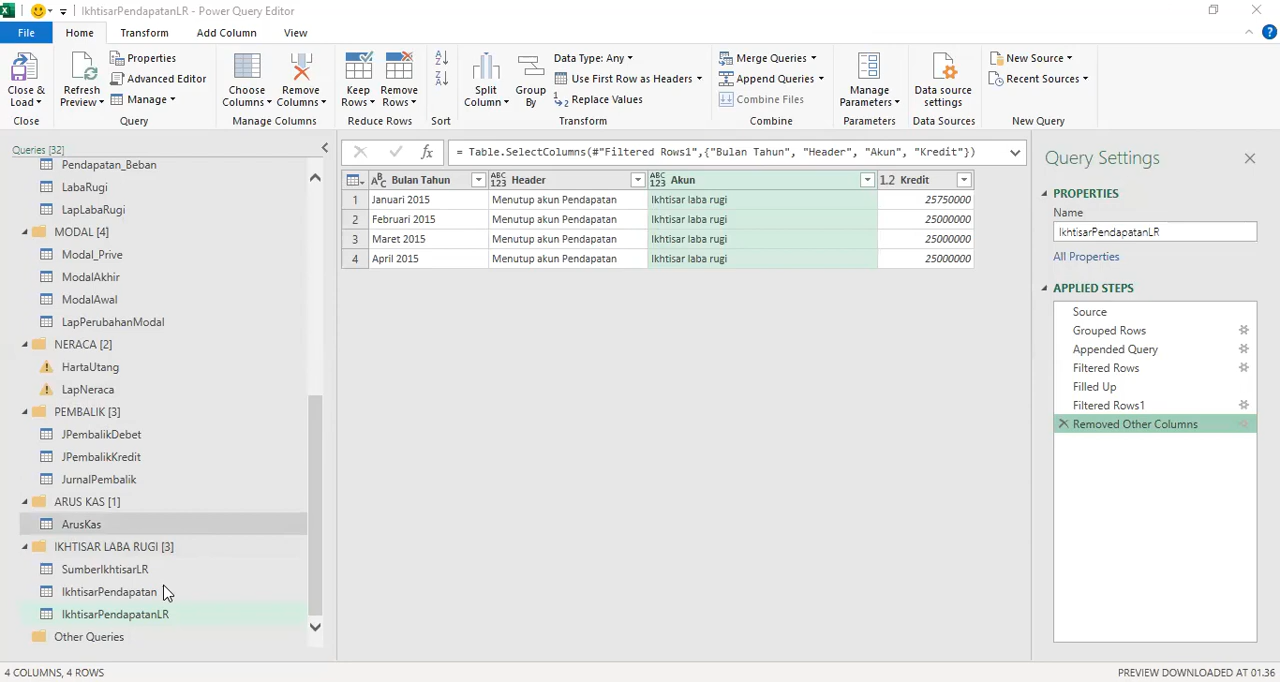 IkhtisarPendapatanLR - Power Query Editor
File Home Transform Add Column View
Close & Load
Refresh Preview
Properties
Advanced Editor
Manage
Choose Columns
Remove Columns
Keep Rows
Remove Rows
Split Column
Group By
Data Type: Any
Use First Row as Headers
Replace Values
Merge Queries
Append Queries
Combine Files
Manage Parameters
Data source settings
New Source
Recent Sources
Close Query Manage Columns Reduce Rows Sort Transform Combine Parameters Data Sources New Query
Queries [32]
Pendapatan_Beban
LabaRugi
LapLabaRugi
MODAL [4]
Modal_Prive
ModalAkhir
ModalAwal
LapPerubahanModal
NERACA [2]
HartaUtang
LapNeraca
PEMBALIK [3]
JPembalikDebet
JPembalikKredit
JurnalPembalik
ARUS KAS [1]
ArusKas
IKHTISAR LABA RUGI [3]
SumberIkhtisarLR
IkhtisarPendapatan
IkhtisarPendapatanLR
Other Queries
fx = Table.SelectColumns(#"Filtered Rows1",{"Bulan Tahun", "Header", "Akun", "Kredit"})
ABC Bulan Tahun ABC 123 Header ABC 123 Akun 1.2 Kredit
1 Januari 2015 Menutup akun Pendapatan Ikhtisar laba rugi 25750000
2 Februari 2015 Menutup akun Pendapatan Ikhtisar laba rugi 25000000
3 Maret 2015 Menutup akun Pendapatan Ikhtisar laba rugi 25000000
4 April 2015 Menutup akun Pendapatan Ikhtisar laba rugi 25000000
Query Settings
PROPERTIES
Name
IkhtisarPendapatanLR
All Properties
APPLIED STEPS
Source
Grouped Rows
Appended Query
Filtered Rows
Filled Up
Filtered Rows1
Removed Other Columns
4 COLUMNS, 4 ROWS
PREVIEW DOWNLOADED AT 01.36